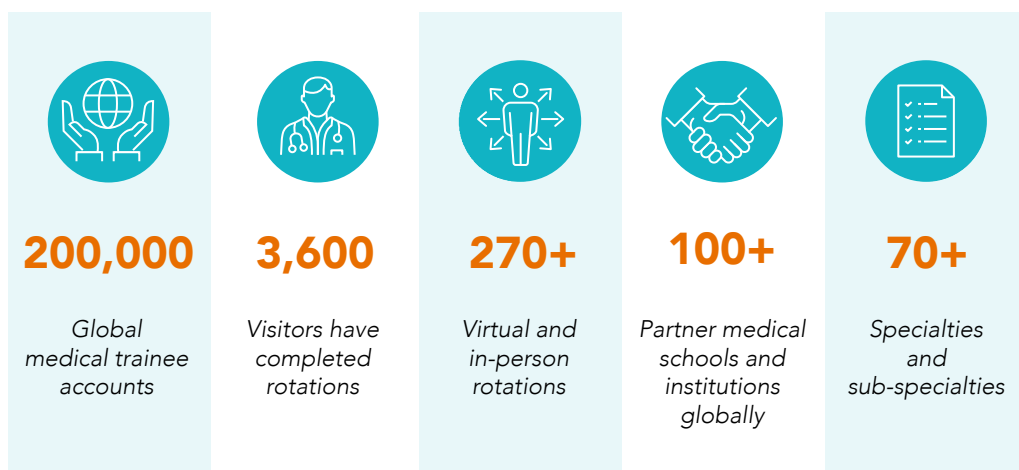 200,000
Global
medical trainee
accounts
3,600
Visitors have
completed
rotations
270+
Virtual and
in-person
rotations
100+
Partner medical
schools and
institutions
globally
70+
Specialties
and
sub-specialties